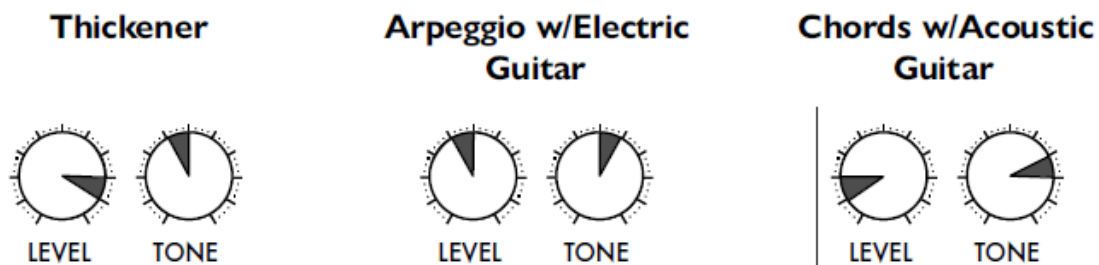 Thickener
Arpeggio w/Electric
Guitar
Chords w/Acoustic
Guitar
LEVEL TONE
LEVEL TONE
LEVEL TONE